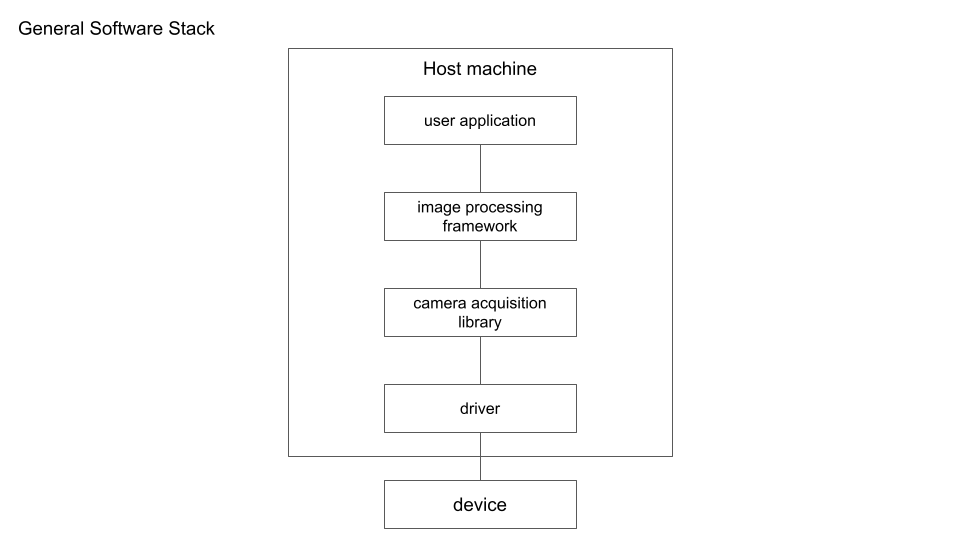 General Software Stack
Host machine
user application
image processing
framework
camera acquisition
library
driver
device